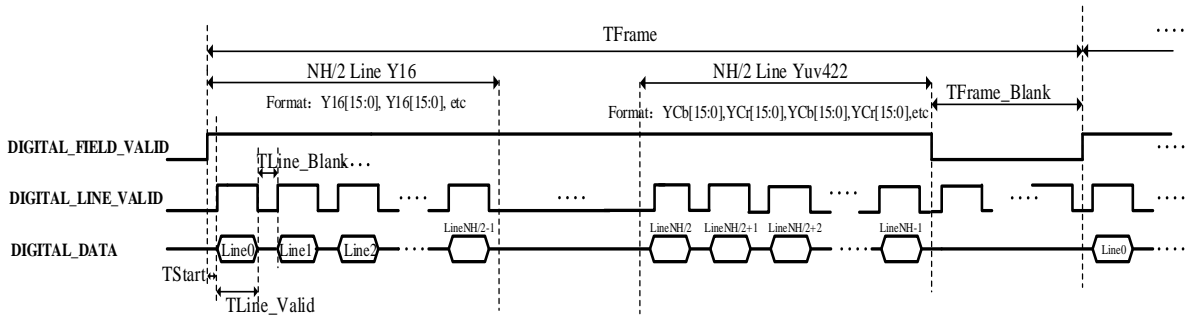 TFrame
NH/2 Line Y16
NH/2 Line Yuv422
TFrame_Blank
Format: Y16[15:0], Y16[15:0], etc
Format: YCb[15:0],YCr[15:0],YCb[15:0],YCr[15:0],etc
DIGITAL_FIELD_VALID
TLine_Blank
DIGITAL_LINE_VALID
LineNH/2-1
LineNH/2
LineNH/2+1
LineNH/2+2
LineNH-1
DIGITAL_DATA
Line0
Line1
Line2
Line0
TStart
TLine_Valid